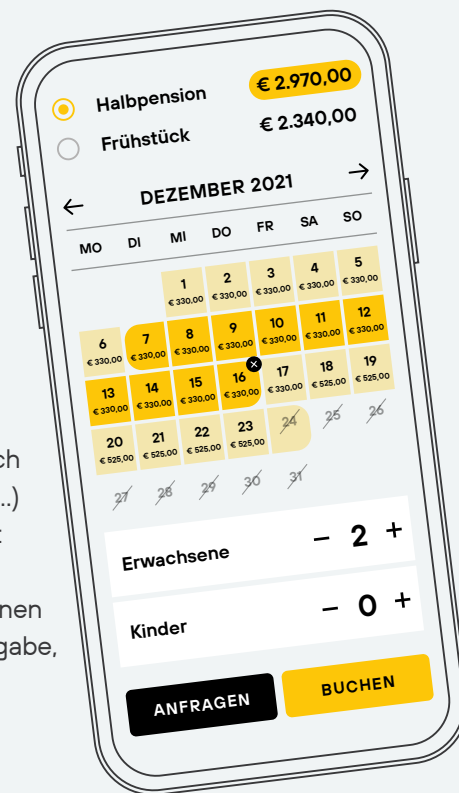 Halbpension € 2.970,00
Frühstück € 2.340,00
← DEZEMBER 2021 →
MO DI MI DO FR SA SO
1 2 3 4 5
€ 330,00 € 330,00 € 330,00 € 330,00 € 330,00
6 7 8 9 10 11 12
€ 330,00 € 330,00 € 330,00 € 330,00 € 330,00 € 330,00 € 330,00
13 14 15 16 17 18 19
€ 330,00 € 330,00 € 330,00 € 330,00 € 330,00 € 525,00 € 525,00
20 21 22 23 24 25 26
€ 525,00 € 525,00 € 525,00 € 525,00
27 28 29 30 31
ch
..)
nen
gabe,
Erwachsene − 2 +
Kinder − 0 +
ANFRAGEN BUCHEN